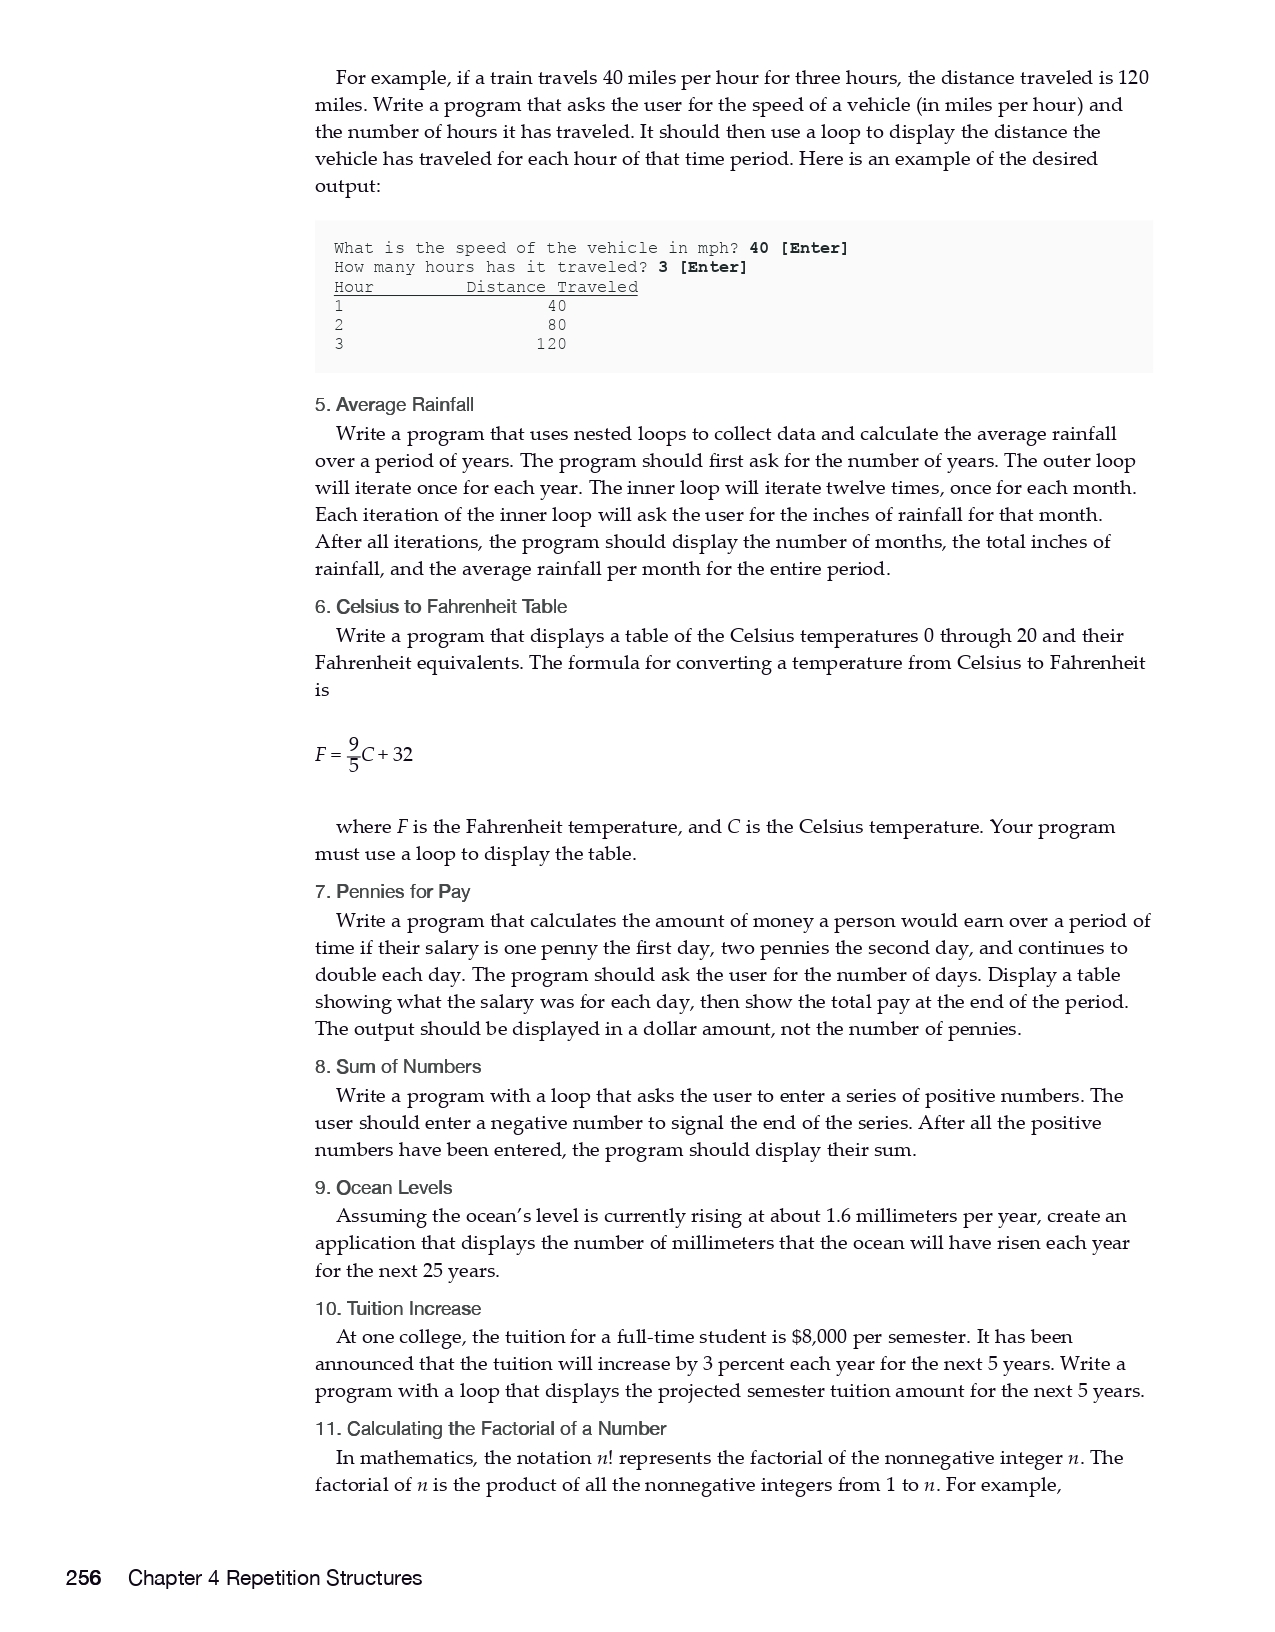 For example, if a train travels 40 miles per hour for three hours, the distance traveled is 120
miles. Write a program that asks the user for the speed of a vehicle (in miles per hour) and
the number of hours it has traveled. It should then use a loop to display the distance the
vehicle has traveled for each hour of that time period. Here is an example of the desired
output:
What is the speed of the vehicle in mph? 40 [Enter]
How many hours has it traveled? 3 [Enter]
Hour Distance Traveled
1 40
2 80
3 120
5. Average Rainfall
Write a program that uses nested loops to collect data and calculate the average rainfall
over a period of years. The program should first ask for the number of years. The outer loop
will iterate once for each year. The inner loop will iterate twelve times, once for each month.
Each iteration of the inner loop will ask the user for the inches of rainfall for that month.
After all iterations, the program should display the number of months, the total inches of
rainfall, and the average rainfall per month for the entire period.
6. Celsius to Fahrenheit Table
Write a program that displays a table of the Celsius temperatures 0 through 20 and their
Fahrenheit equivalents. The formula for converting a temperature from Celsius to Fahrenheit
is
F = 9/5 C + 32
where F is the Fahrenheit temperature, and C is the Celsius temperature. Your program
must use a loop to display the table.
7. Pennies for Pay
Write a program that calculates the amount of money a person would earn over a period of
time if their salary is one penny the first day, two pennies the second day, and continues to
double each day. The program should ask the user for the number of days. Display a table
showing what the salary was for each day, then show the total pay at the end of the period.
The output should be displayed in a dollar amount, not the number of pennies.
8. Sum of Numbers
Write a program with a loop that asks the user to enter a series of positive numbers. The
user should enter a negative number to signal the end of the series. After all the positive
numbers have been entered, the program should display their sum.
9. Ocean Levels
Assuming the ocean’s level is currently rising at about 1.6 millimeters per year, create an
application that displays the number of millimeters that the ocean will have risen each year
for the next 25 years.
10. Tuition Increase
At one college, the tuition for a full-time student is $8,000 per semester. It has been
announced that the tuition will increase by 3 percent each year for the next 5 years. Write a
program with a loop that displays the projected semester tuition amount for the next 5 years.
11. Calculating the Factorial of a Number
In mathematics, the notation n! represents the factorial of the nonnegative integer n. The
factorial of n is the product of all the nonnegative integers from 1 to n. For example,
256 Chapter 4 Repetition Structures